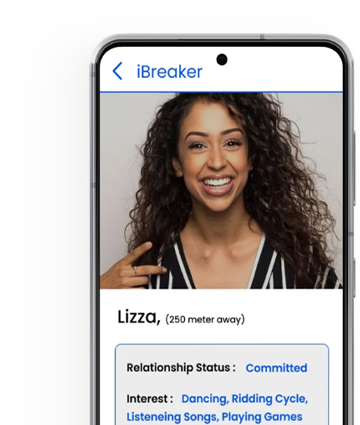 iBreaker
Lizza, (250 meter away)
Relationship Status : Committed
Interest : Dancing, Ridding Cycle,
Listeneing Songs, Playing Games